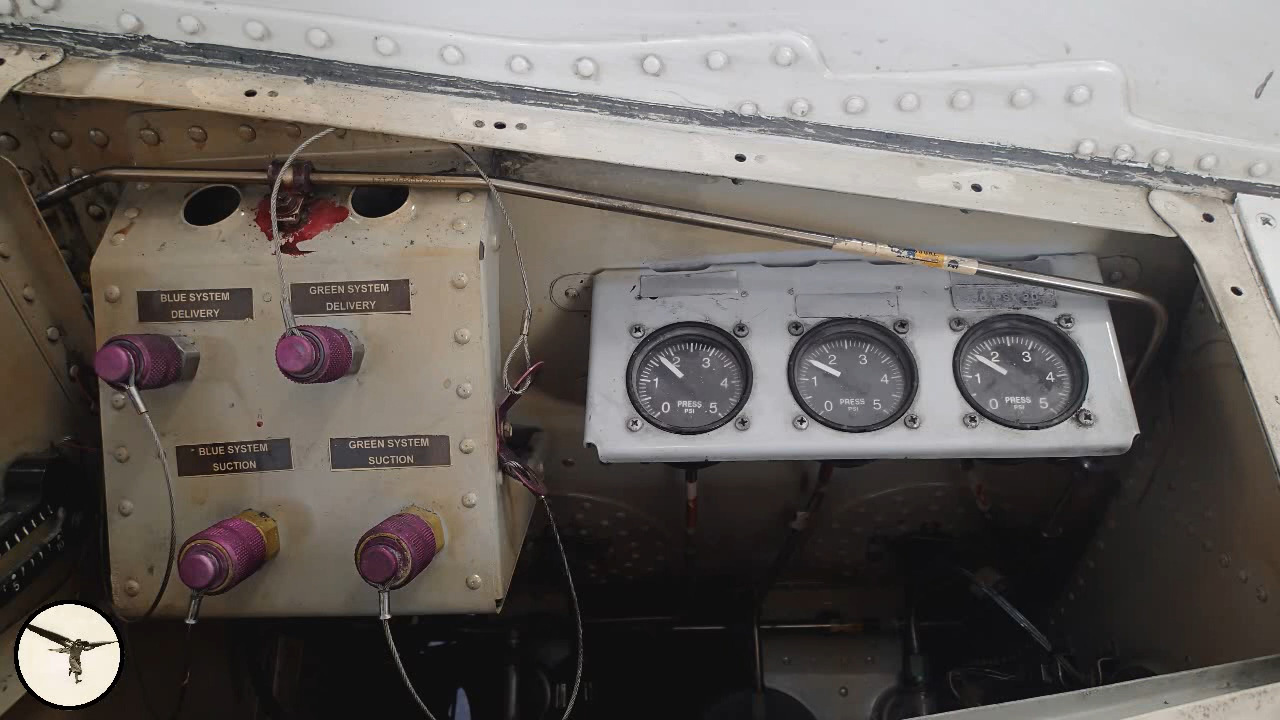 BLUE SYSTEM
DELIVERY
GREEN SYSTEM
DELIVERY
BLUE SYSTEM
SUCTION
GREEN SYSTEM
SUCTION
0 1 2 3 4 5
PRESS
PSI
0 1 2 3 4 5
PRESS
PSI
0 1 2 3 4 5
PRESS
PSI